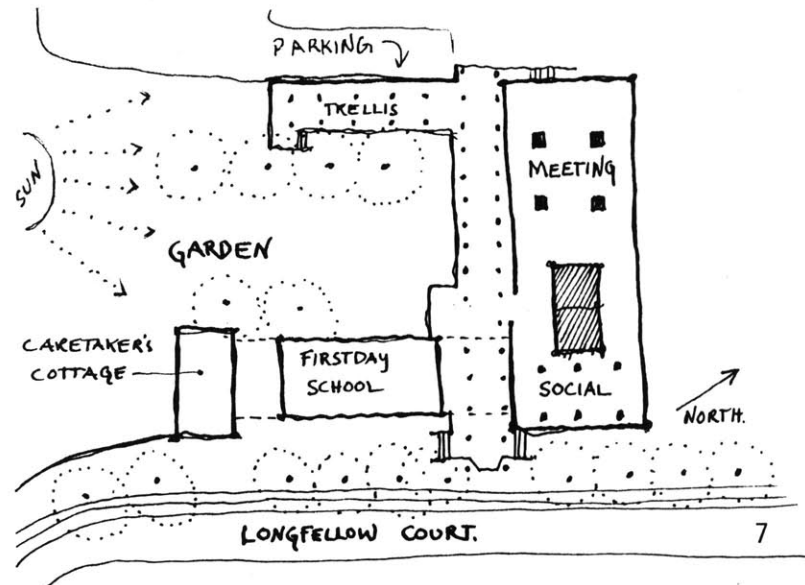 PARKING
TRELLIS
SUN
MEETING
GARDEN
CARETAKER'S
COTTAGE
FIRSTDAY
SCHOOL
SOCIAL
NORTH.
LONGFELLOW COURT.
7